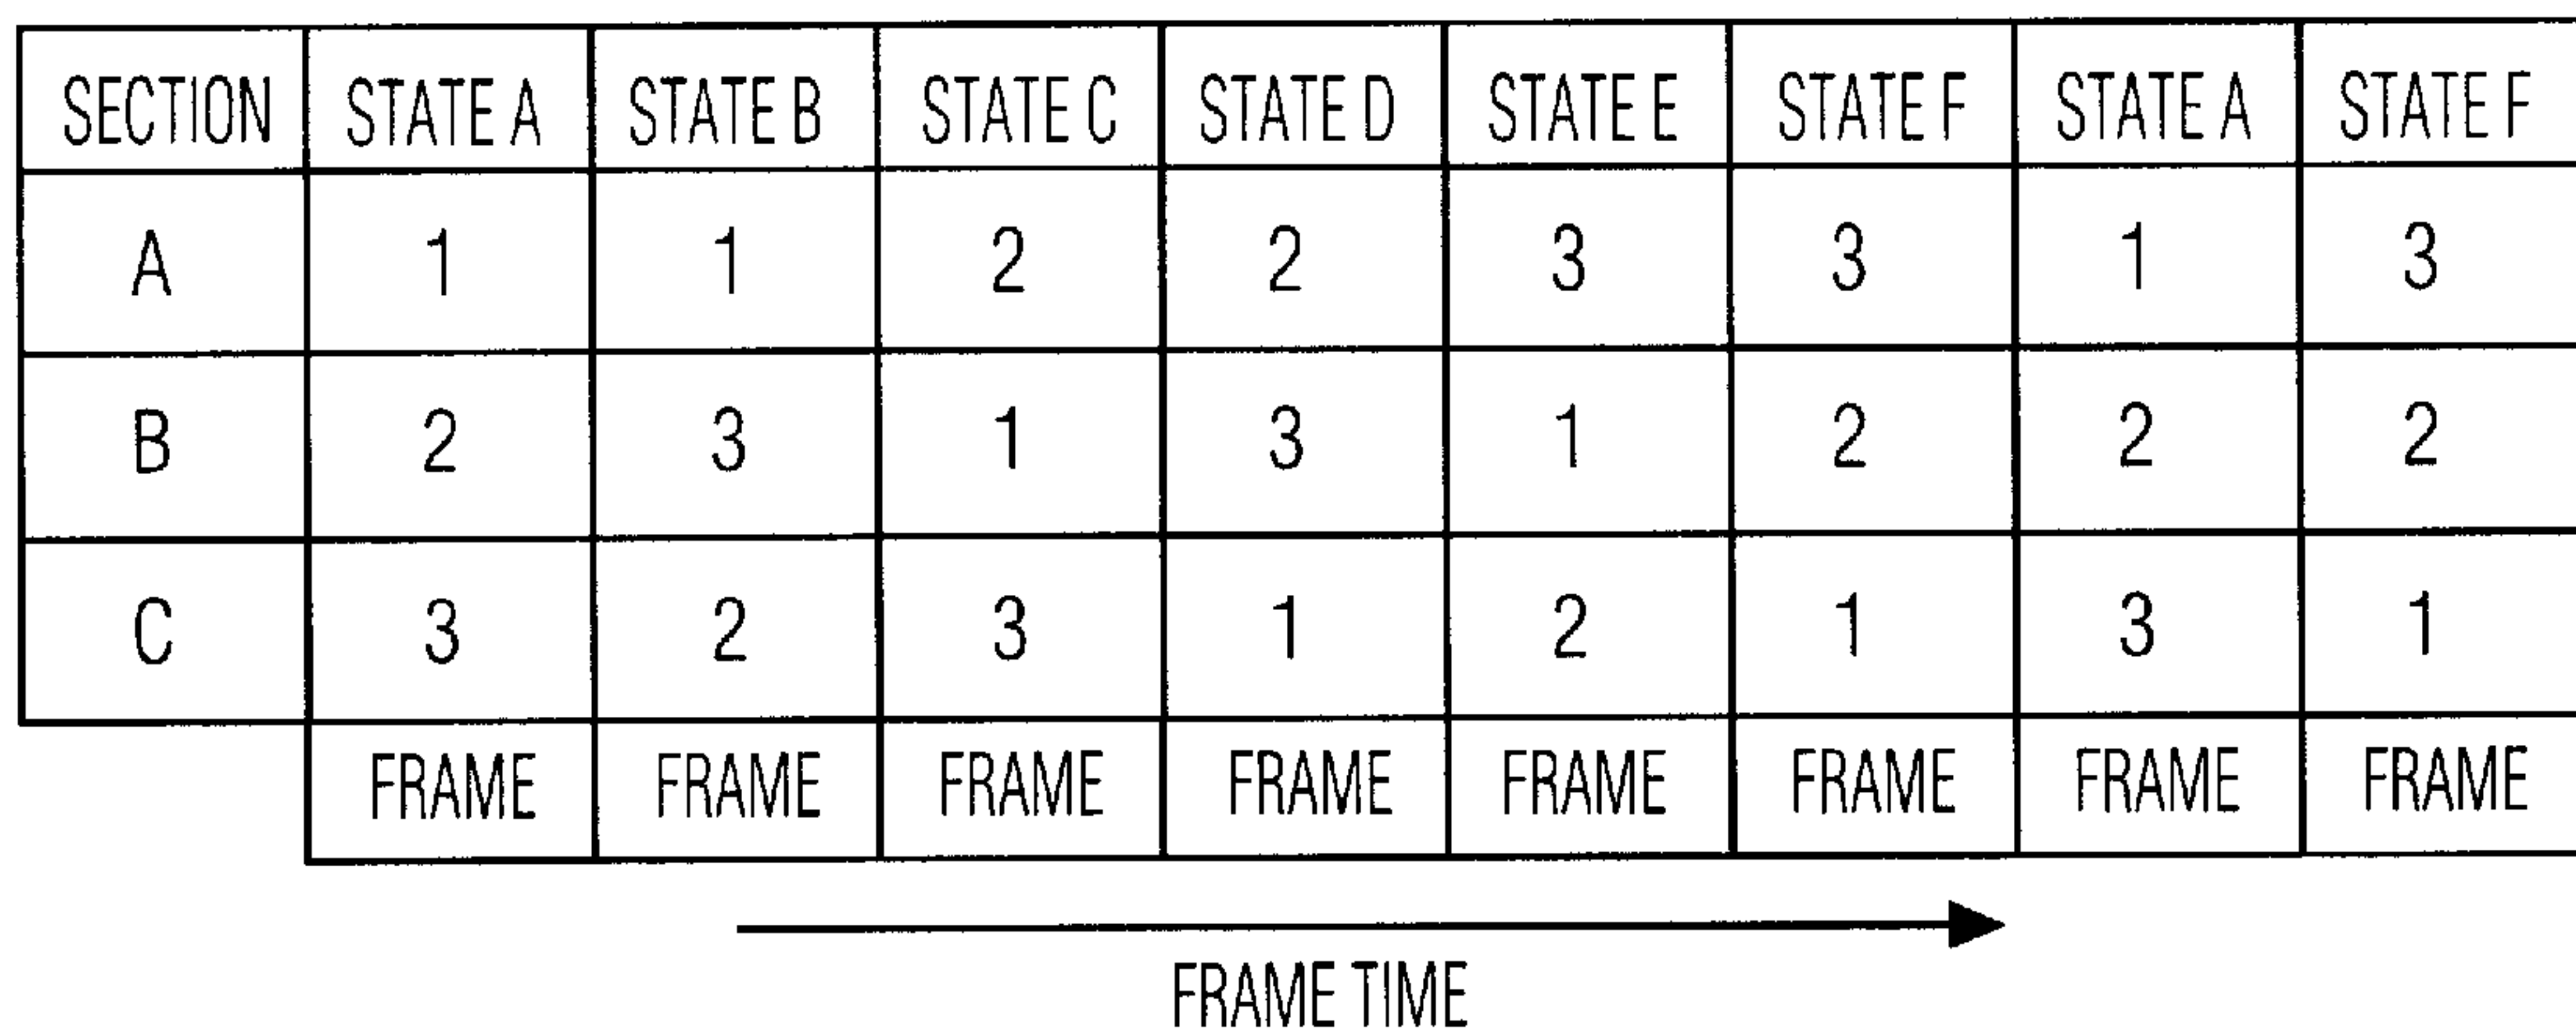 SECTION STATE A STATE B STATE C STATE D STATE E STATE F STATE A STATE F
A 1 1 2 2 3 3 1 3
B 2 3 1 3 1 2 2 2
C 3 2 3 1 2 1 3 1
FRAME FRAME FRAME FRAME FRAME FRAME FRAME FRAME
FRAME TIME